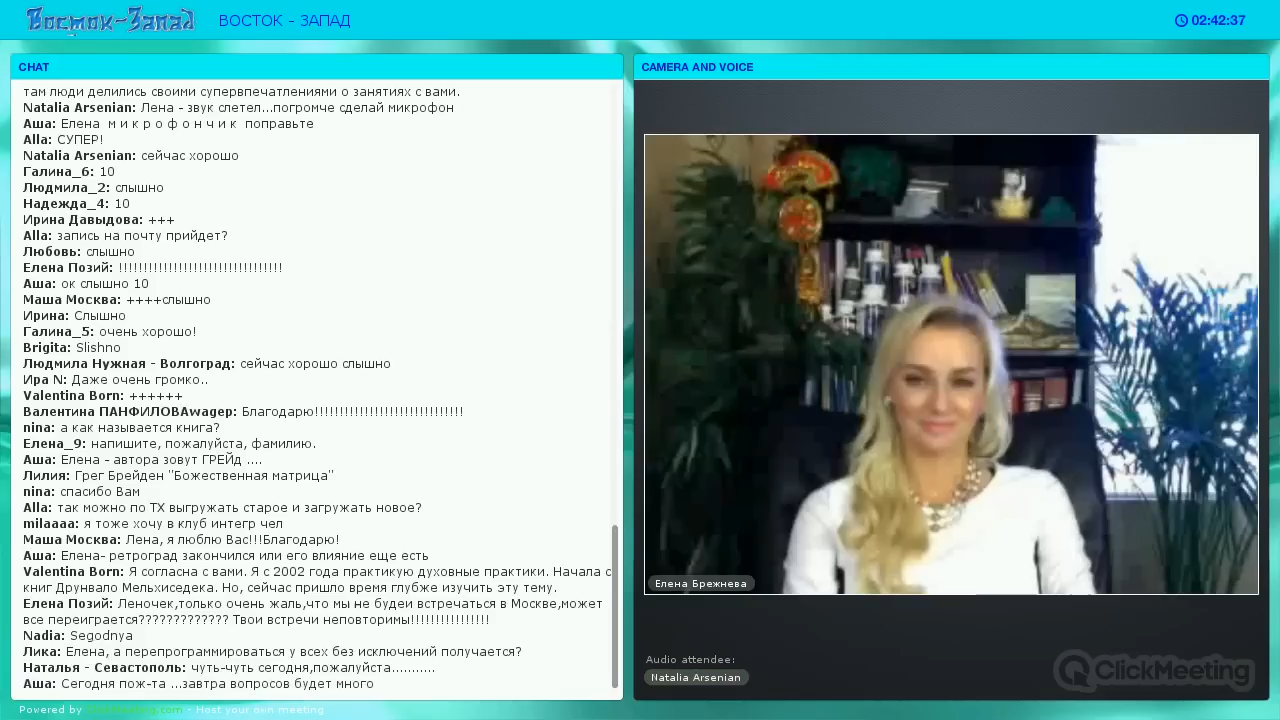 Восток-Запад
ВОСТОК - ЗАПАД
02:42:37
CHAT
там люди делились своими супервпечатлениями о занятиях с вами.
Natalia Arsenian: Лена - звук слетел...погромче сделай микрофон
Аша: Елена м и к р о ф о н ч и к поправьте
Alla: СУПЕР!
Natalia Arsenian: сейчас хорошо
Галина_6: 10
Людмила_2: слышно
Надежда_4: 10
Ирина Давыдова: +++
Alla: запись на почту прийдет?
Любовь: слышно
Елена Позий: !!!!!!!!!!!!!!!!!!!!!!!!!!!!!!!!!
Аша: ок слышно 10
Маша Москва: ++++слышно
Ирина: Слышно
Галина_5: очень хорошо!
Brigita: Slishno
Людмила Нужная - Волгоград: сейчас хорошо слышно
Ира N: Даже очень громко..
Valentina Born: ++++++
Валентина ПАНФИЛОВАwager: Благодарю!!!!!!!!!!!!!!!!!!!!!!!!!!!!!!
nina: а как называется книга?
Елена_9: напишите, пожалуйста, фамилию.
Аша: Елена - автора зовут ГРЕЙд ....
Лилия: Грег Брейден "Божественная матрица"
nina: спасибо Вам
Alla: так можно по ТХ выгружать старое и загружать новое?
milaaaa: я тоже хочу в клуб интегр чел
Маша Москва: Лена, я люблю Вас!!!Благодарю!
Аша: Елена- ретроград закончился или его влияние еще есть
Valentina Born: Я согласна с вами. Я с 2002 года практикую духовные практики. Начала с
книг Друнвало Мельхиседека. Но, сейчас пришло время глубже изучить эту тему.
Елена Позий: Леночек,только очень жаль,что мы не будеи встречаться в Москве,может
все переиграется????????????? Твои встречи неповторимы!!!!!!!!!!!!!!!!
Nadia: Segodnya
Лика: Елена, а перепрограммироваться у всех без исключений получается?
Наталья - Севастополь: чуть-чуть сегодня,пожалуйста..........
Аша: Сегодня пож-та ...завтра вопросов будет много
Powered by ClickMeeting.com - Host your own meeting
CAMERA AND VOICE
Елена Брежнева
Audio attendee:
Natalia Arsenian
ClickMeeting